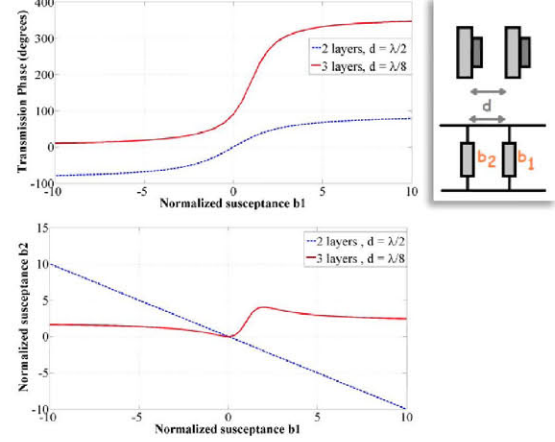 400
300
200
100
0
-100
Transmission Phase (degrees)
2 layers, d = λ/2
3 layers, d = λ/8
-10 -5 0 5 10
Normalized susceptance b1
d
b2 b1
15
10
5
0
-5
-10
Normalized susceptance b2
2 layers , d = λ/2
3 layers , d = λ/8
-10 -5 0 5 10
Normalized susceptance b1